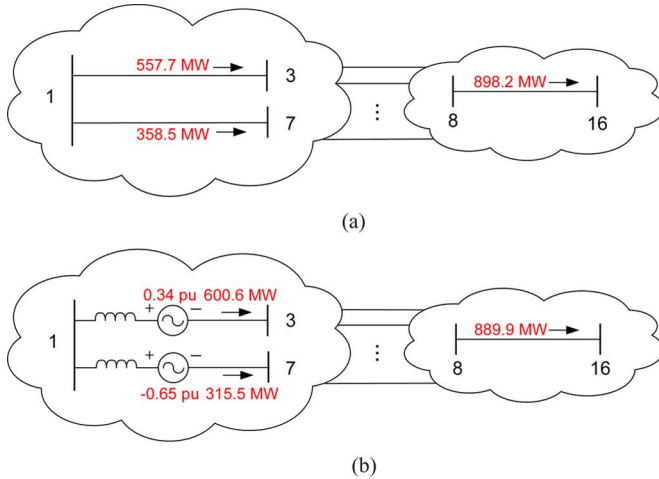 557.7 MW
3
898.2 MW
1
7
8
16
358.5 MW
(a)
0.34 pu 600.6 MW
+ −
3
889.9 MW
1
+ −
7
8
16
-0.65 pu 315.5 MW
(b)